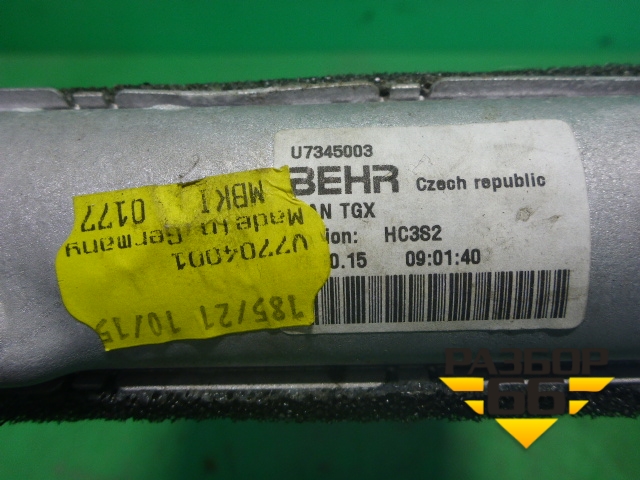 U7345003
BEHR Czech republic
AN TGX
ion: HC3S2
0.15 09:01:40
MBKI 0177
Made in Germany
U7704001
185/21 10/15
РАЗБОР
66